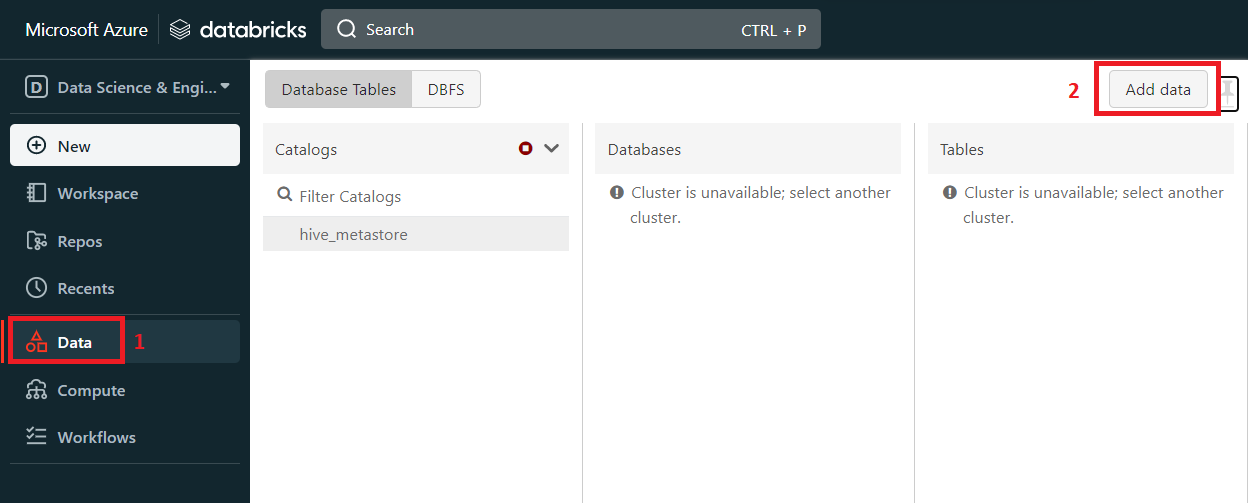 Microsoft Azure databricks Search CTRL + P
D Data Science & Engi...
Database Tables DBFS 2 Add data
New
Catalogs Databases Tables
Workspace
Filter Catalogs
Cluster is unavailable; select another
cluster.
Cluster is unavailable; select another
cluster.
hive_metastore
Repos
Recents
Data 1
Compute
Workflows